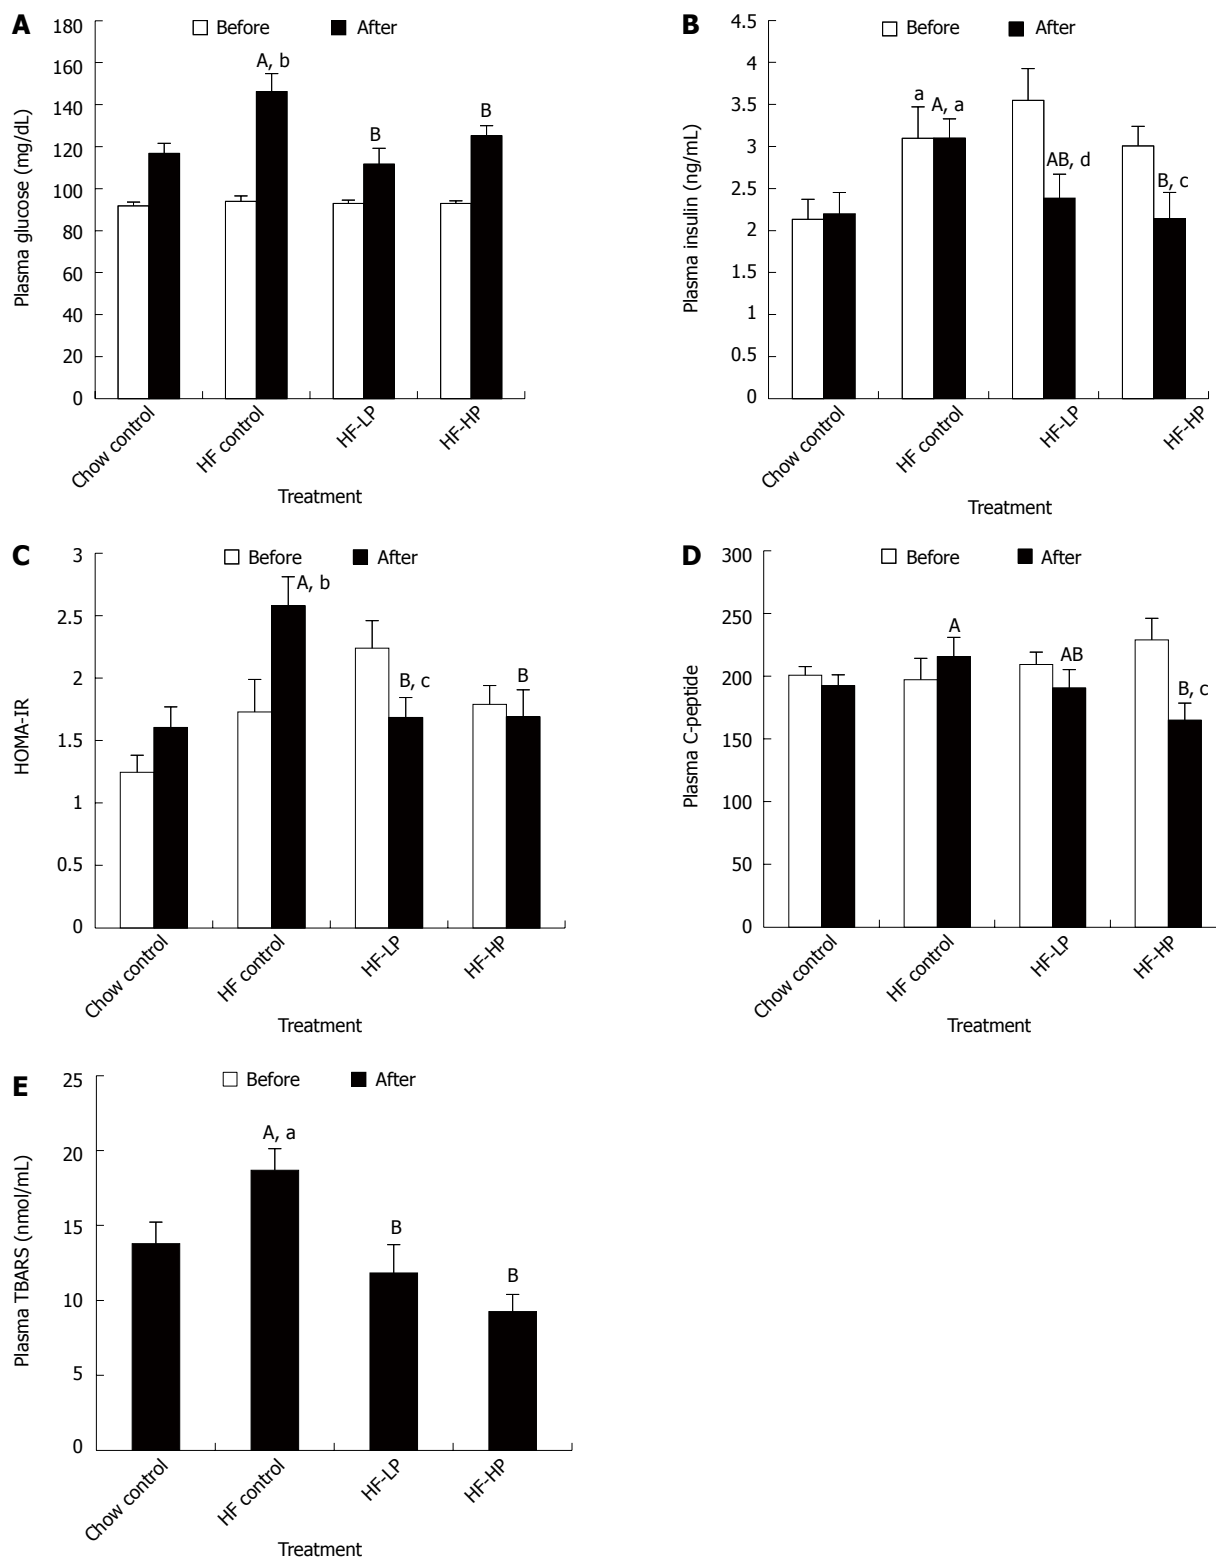 A
Before
After
Plasma glucose (mg/dL)
180
160
140
120
100
80
60
40
20
0
A, b
B
B
Chow control
HF control
HF-LP
HF-HP
Treatment
B
Before
After
Plasma insulin (ng/mL)
4.5
4
3.5
3
2.5
2
1.5
1
0.5
0
a
A, a
AB, d
B, c
Chow control
HF control
HF-LP
HF-HP
Treatment
C
Before
After
HOMA-IR
3
2.5
2
1.5
1
0.5
0
A, b
B, c
B
Chow control
HF control
HF-LP
HF-HP
Treatment
D
Before
After
Plasma C-peptide
300
250
200
150
100
50
0
A
AB
B, c
Chow control
HF control
HF-LP
HF-HP
Treatment
E
Before
After
Plasma TBARS (nmol/mL)
25
20
15
10
5
0
A, a
B
B
Chow control
HF control
HF-LP
HF-HP
Treatment